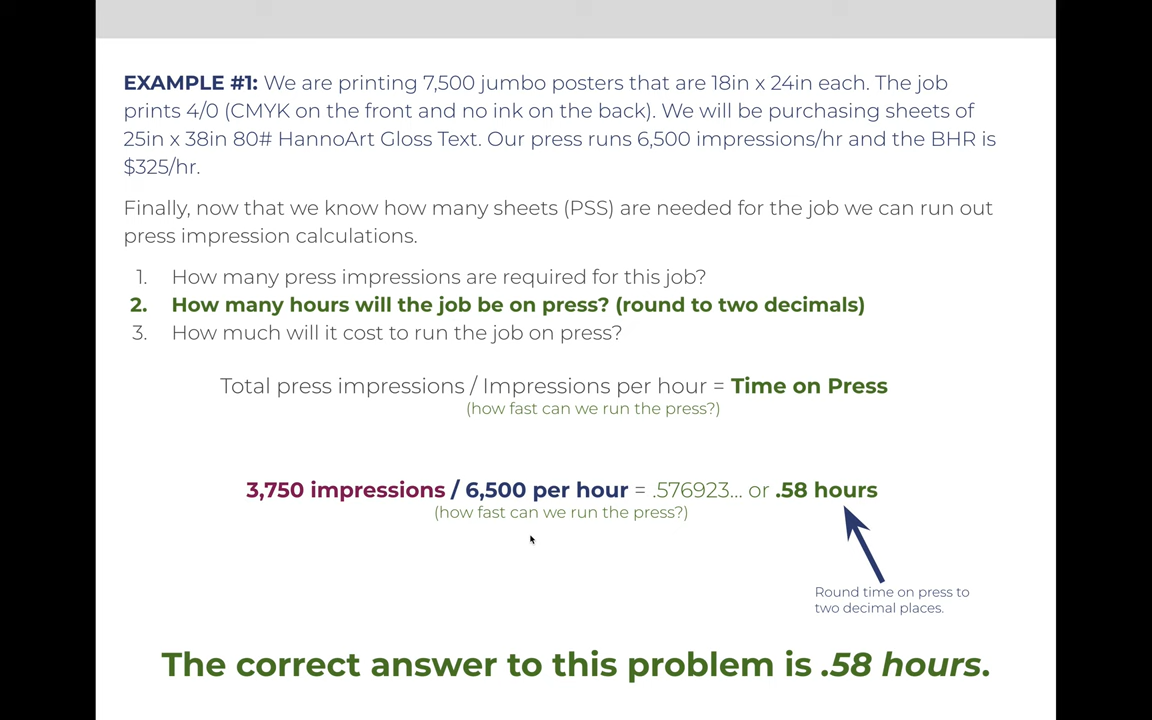 EXAMPLE #1: We are printing 7,500 jumbo posters that are 18in x 24in each. The job
prints 4/0 (CMYK on the front and no ink on the back). We will be purchasing sheets of
25in x 38in 80# HannoArt Gloss Text. Our press runs 6,500 impressions/hr and the BHR is
$325/hr.
Finally, now that we know how many sheets (PSS) are needed for the job we can run out
press impression calculations.
1. How many press impressions are required for this job?
2. How many hours will the job be on press? (round to two decimals)
3. How much will it cost to run the job on press?
Total press impressions / Impressions per hour = Time on Press
(how fast can we run the press?)
3,750 impressions / 6,500 per hour = .576923... or .58 hours
(how fast can we run the press?)
Round time on press to
two decimal places.
The correct answer to this problem is .58 hours.